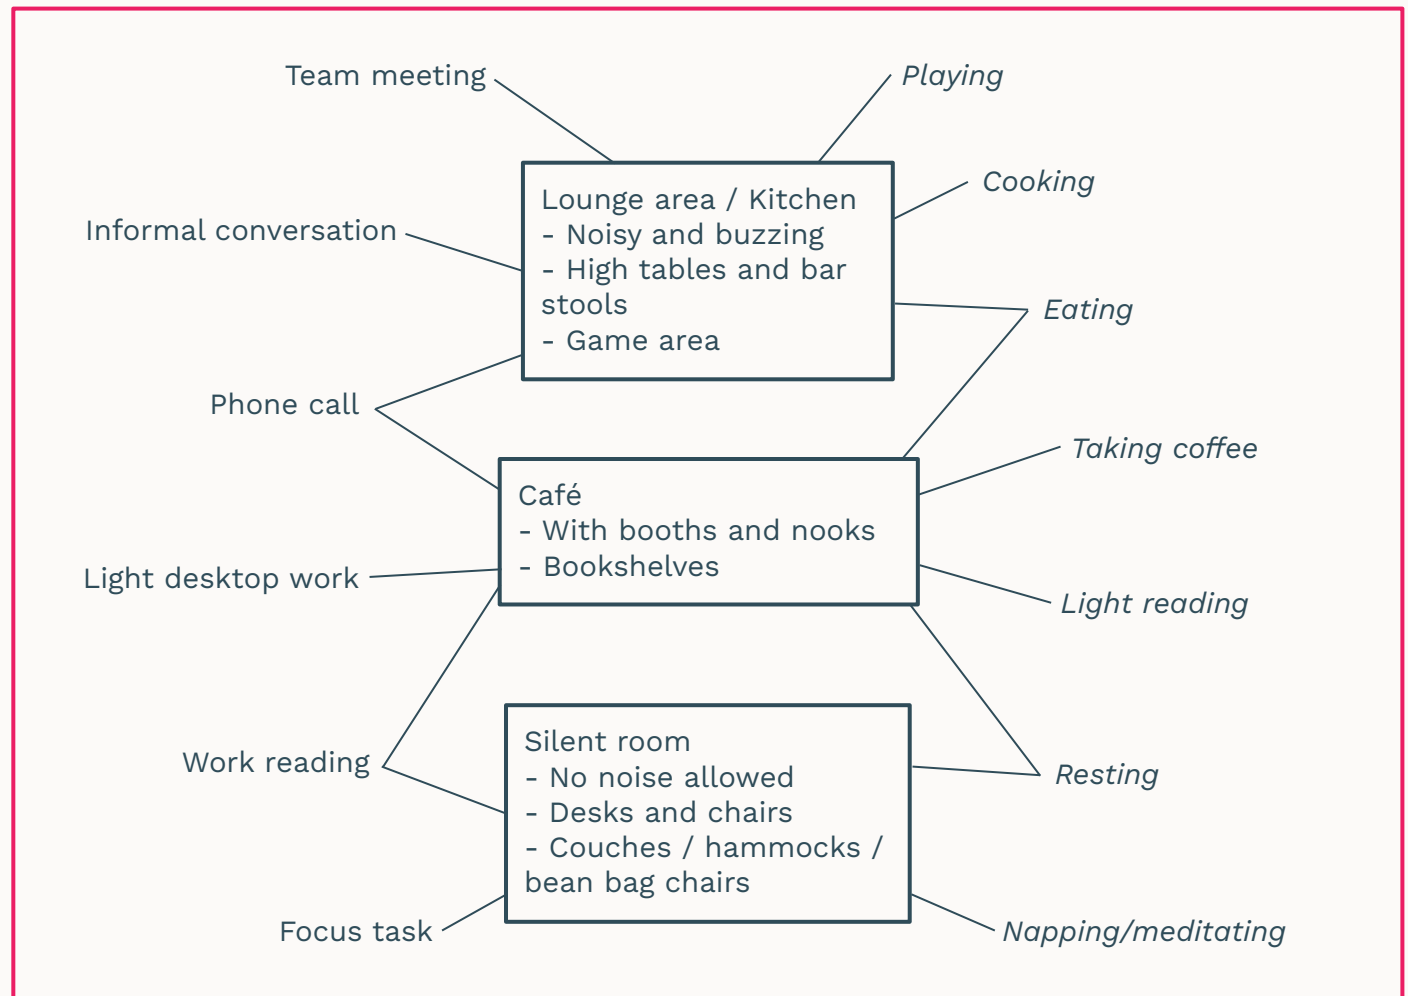 Team meeting
Playing
Cooking
Lounge area / Kitchen
- Noisy and buzzing
- High tables and bar
stools
- Game area
Informal conversation
Eating
Phone call
Taking coffee
Café
- With booths and nooks
- Bookshelves
Light desktop work
Light reading
Silent room
- No noise allowed
- Desks and chairs
- Couches / hammocks /
bean bag chairs
Work reading
Resting
Focus task
Napping/meditating